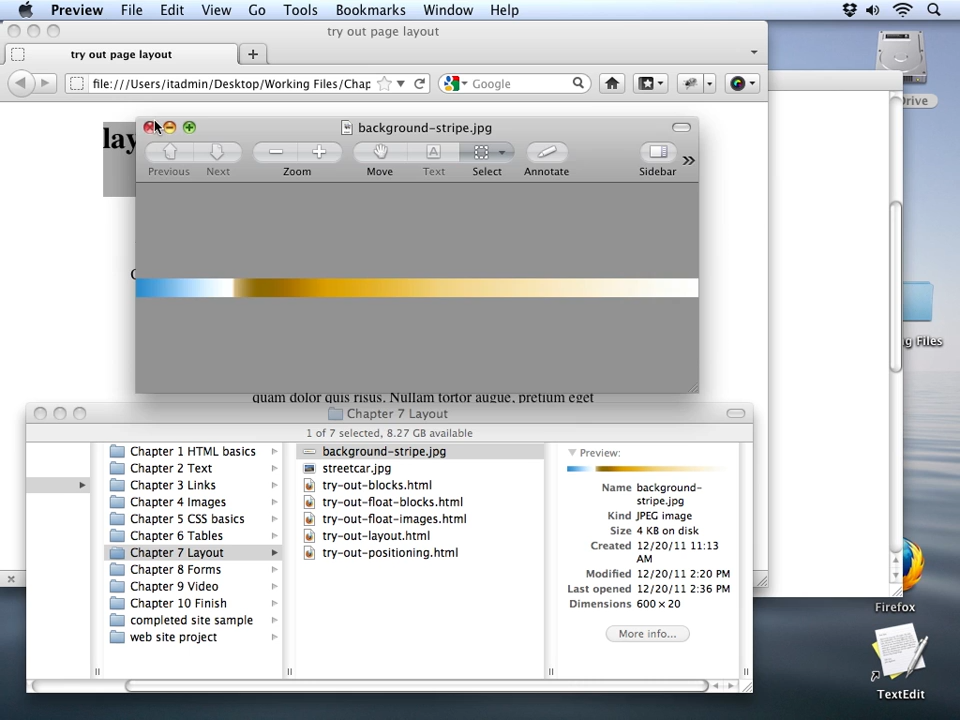 Preview File Edit View Go Tools Bookmarks Window Help
try out page layout
try out page layout
file:///Users/itadmin/Desktop/Working Files/Chap
Google
Drive
background-stripe.jpg
Previous Next Zoom Move Text Select Annotate Sidebar
quam dolor quis risus. Nullam tortor augue, pretium eget
Chapter 7 Layout
1 of 7 selected, 8.27 GB available
Chapter 1 HTML basics
Chapter 2 Text
Chapter 3 Links
Chapter 4 Images
Chapter 5 CSS basics
Chapter 6 Tables
Chapter 7 Layout
Chapter 8 Forms
Chapter 9 Video
Chapter 10 Finish
completed site sample
web site project
background-stripe.jpg
streetcar.jpg
try-out-blocks.html
try-out-float-blocks.html
try-out-float-images.html
try-out-layout.html
try-out-positioning.html
Preview:
Name background-
stripe.jpg
Kind JPEG image
Size 4 KB on disk
Created 12/20/11 11:13
AM
Modified 12/20/11 2:20 PM
Last opened 12/20/11 2:36 PM
Dimensions 600 × 20
More info...
g Files
Firefox
TextEdit